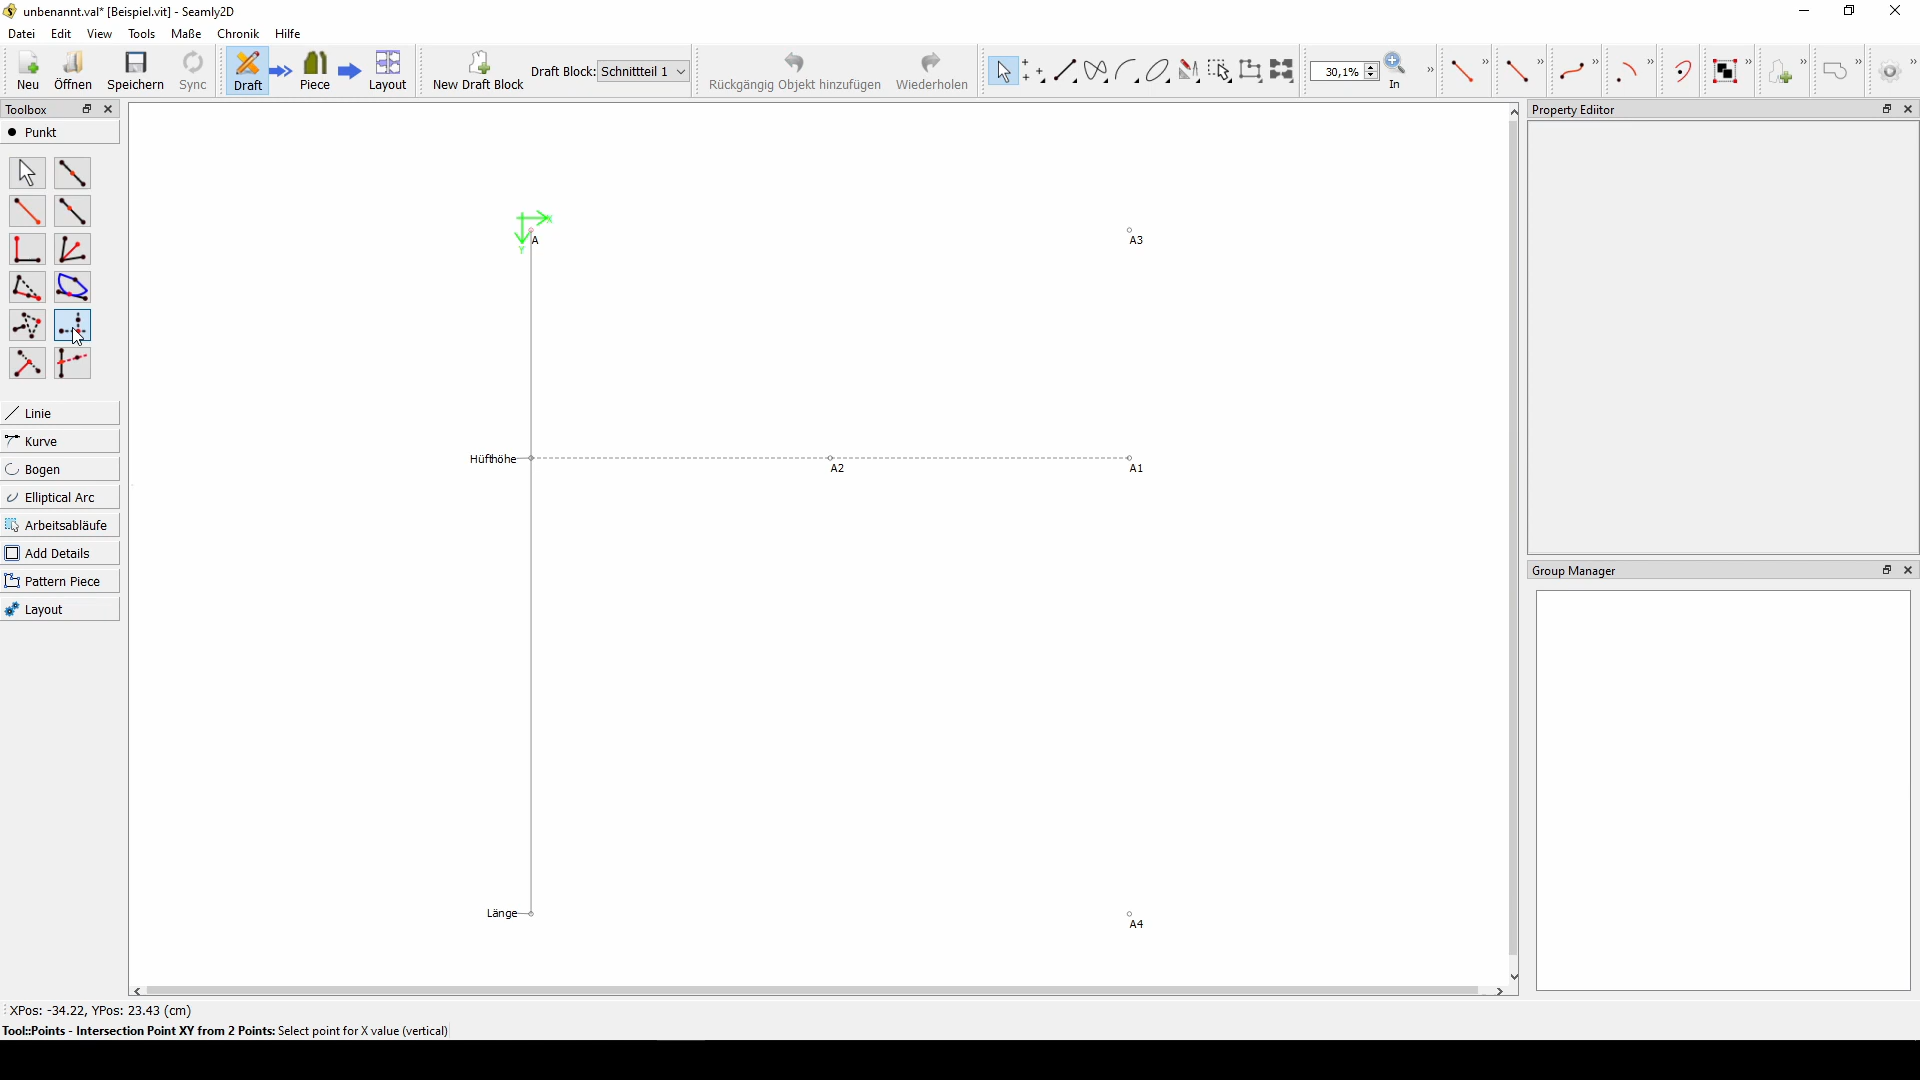 unbenannt.val* [Beispiel.vit] - Seamly2D
Datei Edit View Tools Maße Chronik Hilfe
Neu Öffnen Speichern Sync Draft Piece Layout New Draft Block Draft Block: Schnittteil 1 Rückgängig Objekt hinzufügen Wiederholen 30,1% In
Toolbox
Punkt
Linie
Kurve
Bogen
Elliptical Arc
Arbeitsabläufe
Add Details
Pattern Piece
Layout
X
Y
A
A3
Hüfthöhe
A2
A1
Länge
A4
Property Ediitor
Group Manager
XPos: -34.22, YPos: 23.43 (cm)
Tool::Points - Intersection Point XY from 2 Points: Select point for X value (vertical)